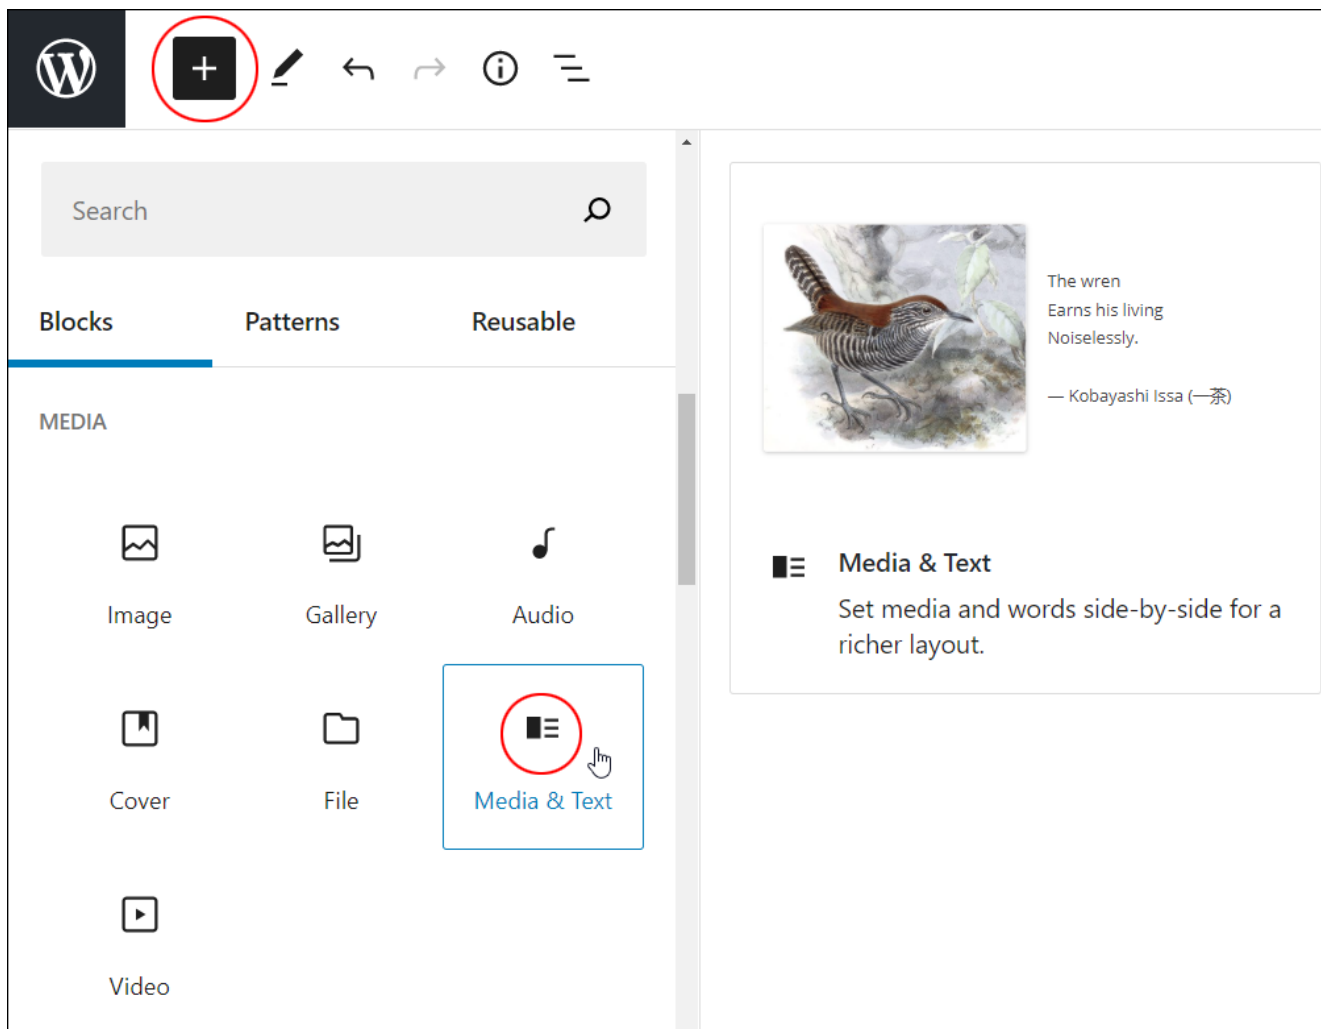 Search
Blocks
Patterns
Reusable
MEDIA
Image
Gallery
Audio
Cover
File
Media & Text
Video
The wren
Earns his living
Noiselessly.
— Kobayashi Issa (一茶)
Media & Text
Set media and words side-by-side for a
richer layout.